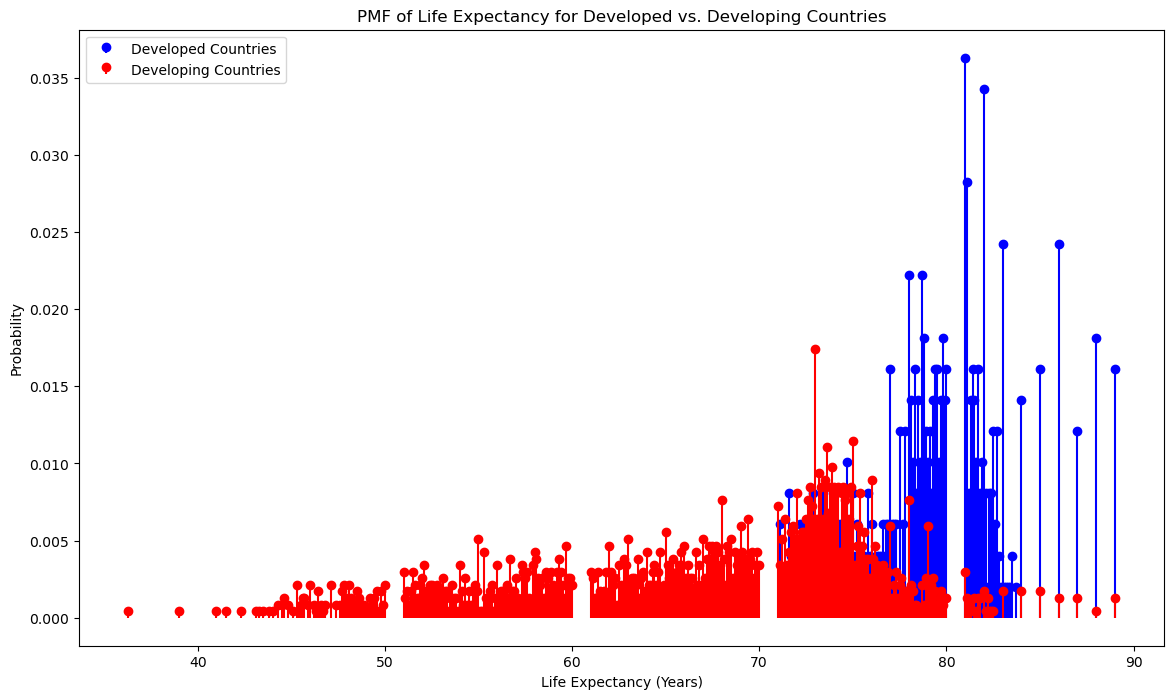 PMF of Life Expectancy for Developed vs. Developing Countries
Developed Countries
Developing Countries
Probability
0.035
0.030
0.025
0.020
0.015
0.010
0.005
0.000
40 50 60 70 80 90
Life Expectancy (Years)